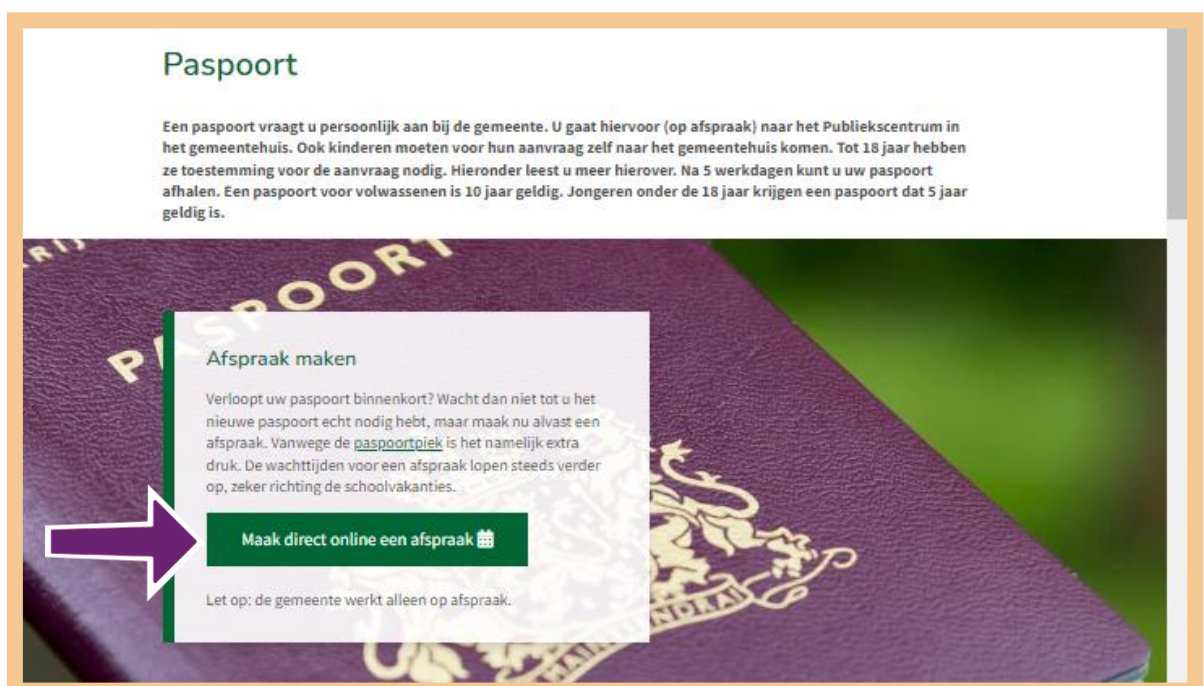 Paspoort
Een paspoort vraagt u persoonlijk aan bij de gemeente. U gaat hiervoor (op afspraak) naar het Publiekscentrum in
het gemeentehuis. Ook kinderen moeten voor hun aanvraag zelf naar het gemeentehuis komen. Tot 18 jaar hebben
ze toestemming voor de aanvraag nodig. Hieronder leest u meer hierover. Na 5 werkdagen kunt u uw paspoort
afhalen. Een paspoort voor volwassenen is 10 jaar geldig. Jongeren onder de 18 jaar krijgen een paspoort dat 5 jaar
geldig is.
PASPOORT
Afspraak maken
Verloopt uw paspoort binnenkort? Wacht dan niet tot u het
nieuwe paspoort echt nodig hebt, maar maak nu alvast een
afspraak. Vanwege de paspoortpiek is het namelijk extra
druk. De wachttijden voor een afspraak lopen steeds verder
op, zeker richting de schoolvakanties.
Maak direct online een afspraak
Let op: de gemeente werkt alleen op afspraak.